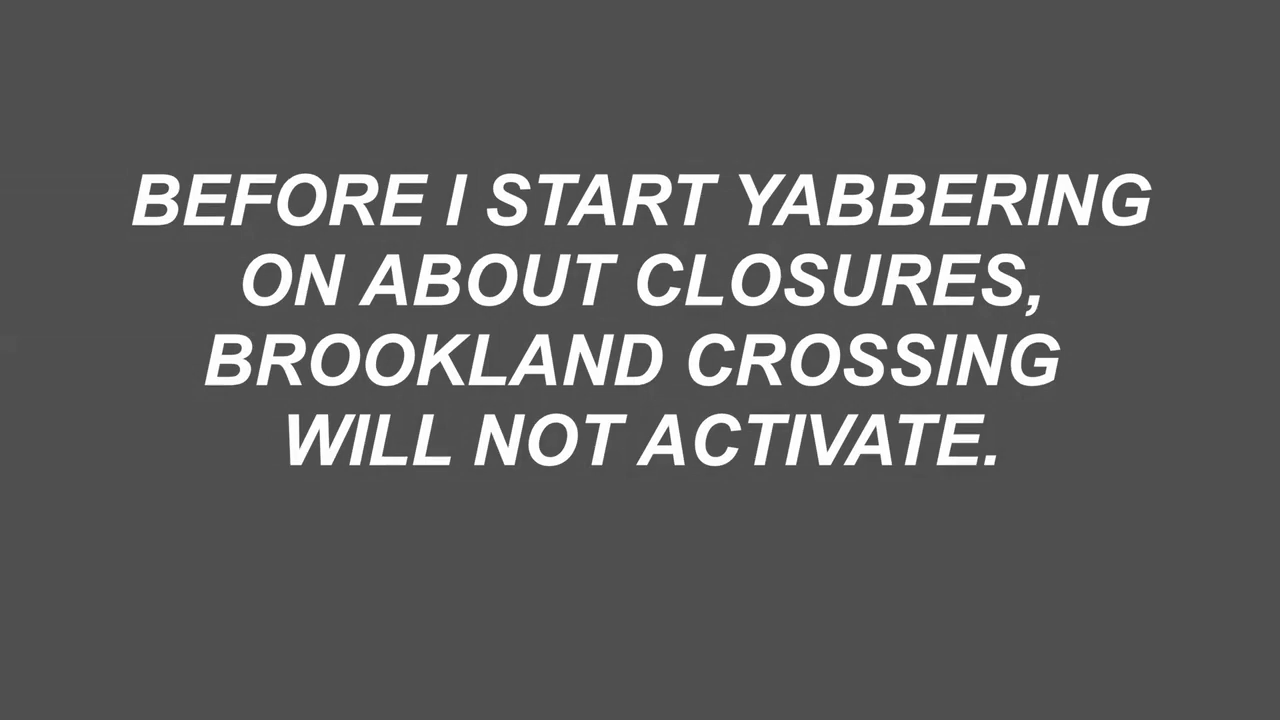 BEFORE I START YABBERING
ON ABOUT CLOSURES,
BROOKLAND CROSSING
WILL NOT ACTIVATE.